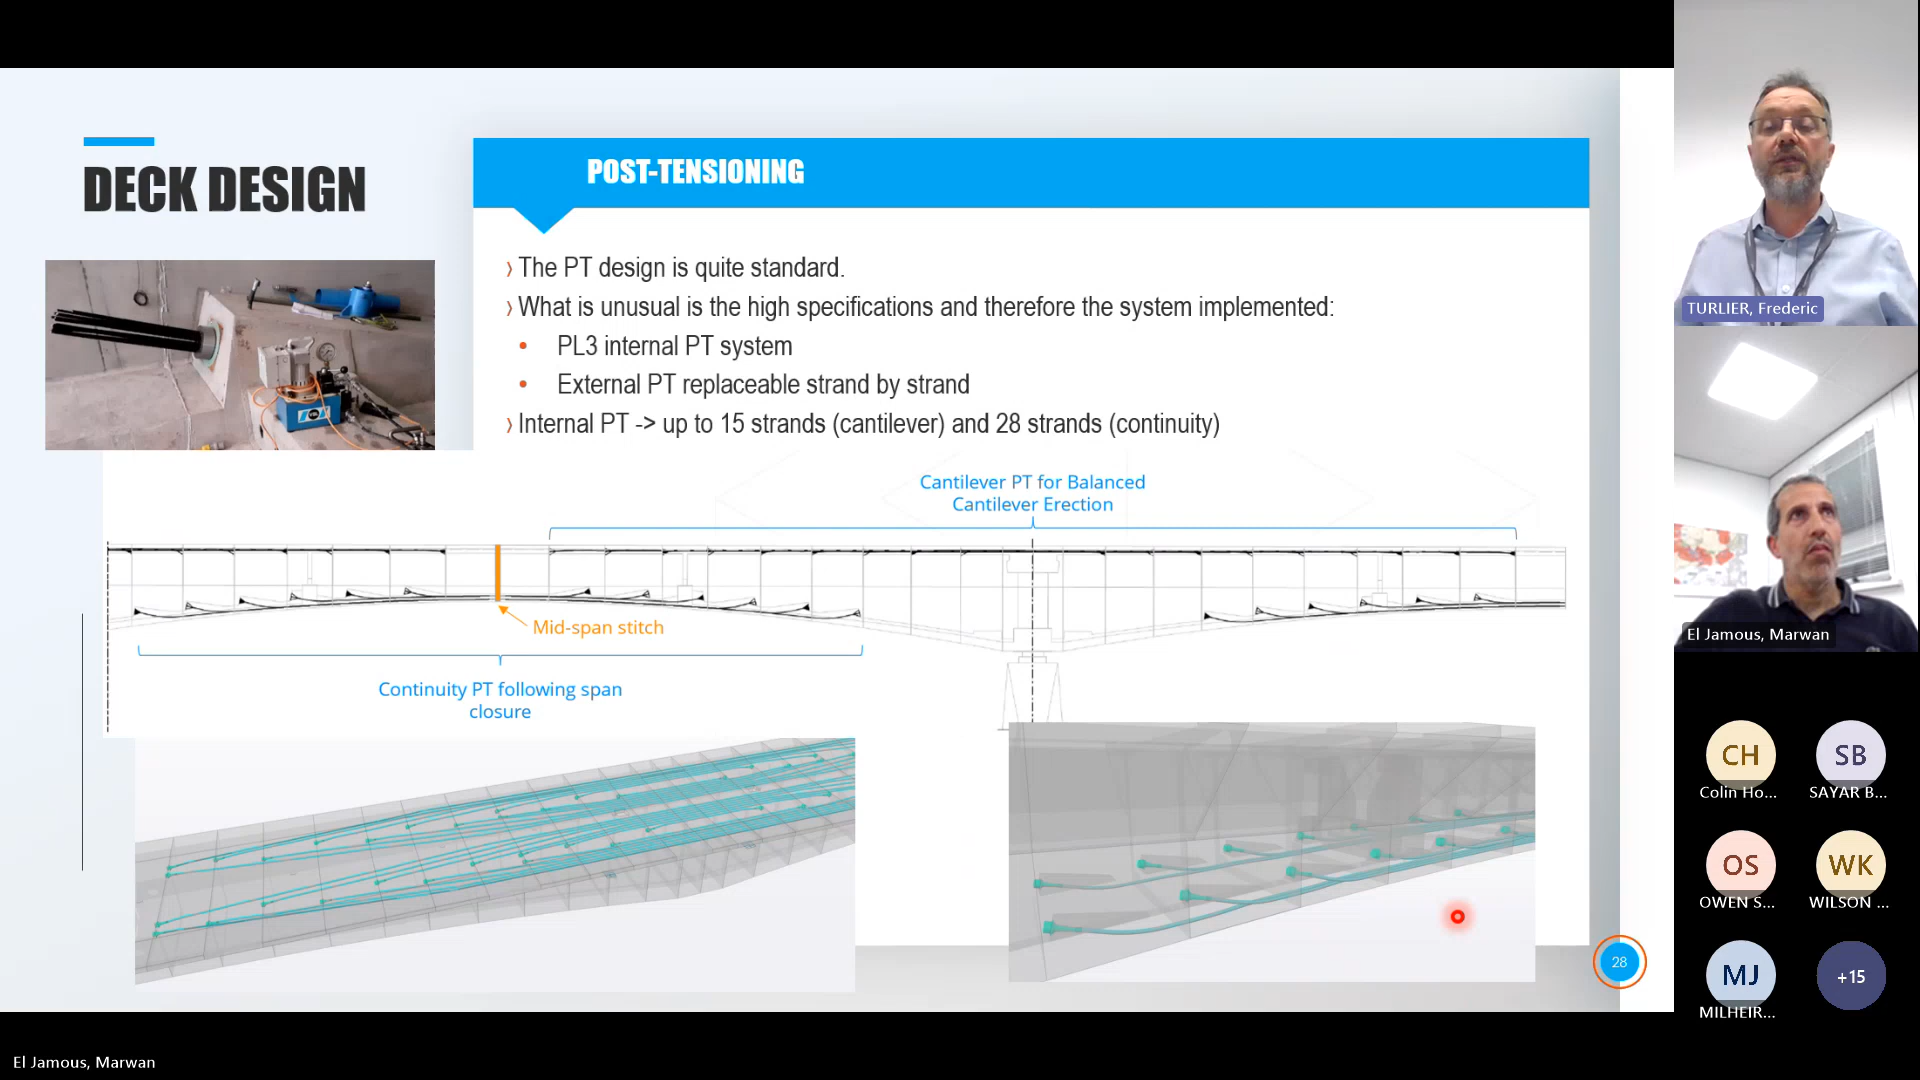 DECK DESIGN
POST-TENSIONING
› The PT design is quite standard.
› What is unusual is the high specifications and therefore the system implemented:
• PL3 internal PT system
• External PT replaceable strand by strand
› Internal PT -> up to 15 strands (cantilever) and 28 strands (continuity)
Cantilever PT for Balanced
Cantilever Erection
Mid-span stitch
Continuity PT following span
closure
28
TURLIER, Frederic
El Jamous, Marwan
CH
Colin Ho...
SB
SAYAR B...
OS
OWEN S...
WK
WILSON ...
MJ
MILHEIR...
+15
El Jamous, Marwan